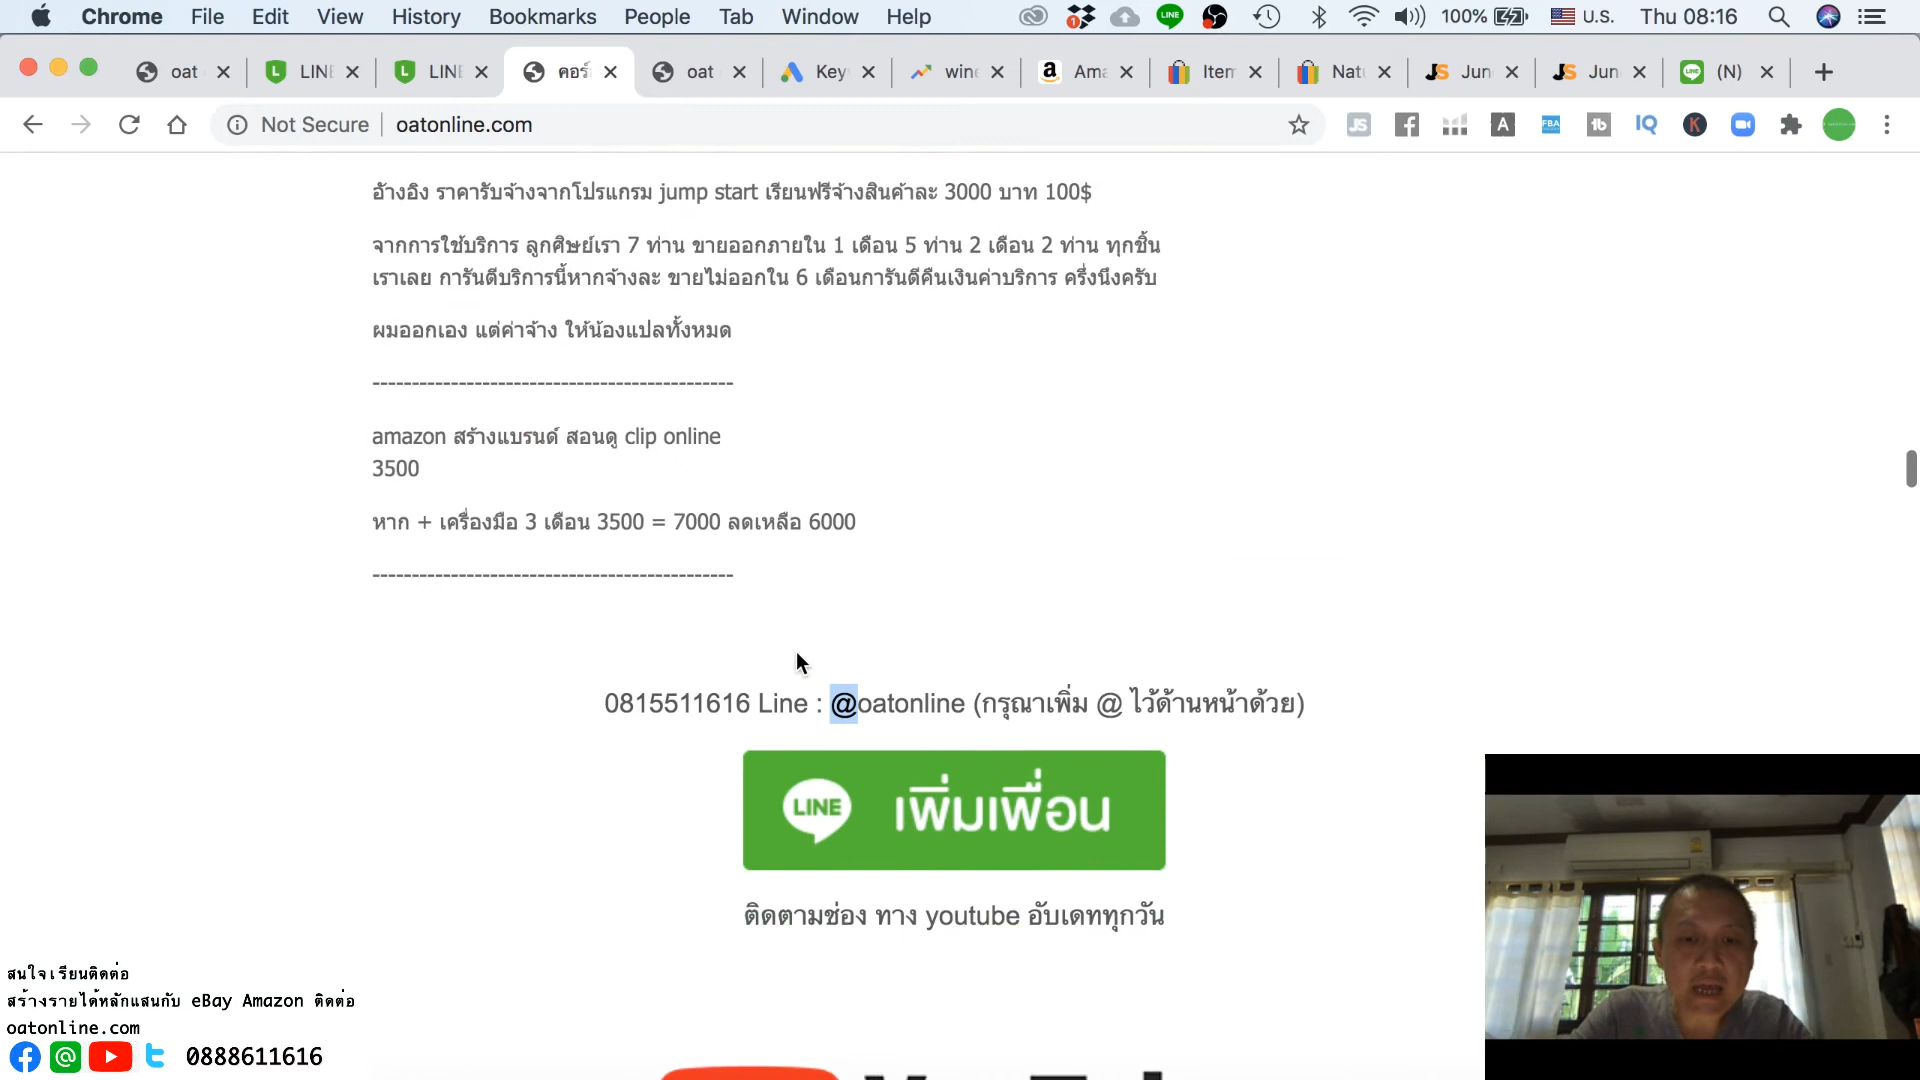 Chrome File Edit View History Bookmarks People Tab Window Help
1 LINE 100% U.S. Thu 08:16
oat LINE LINE คอร์ oat Key wine Ama Item Natu Jun Jun (N)
Not Secure oatonline.com
อ้างอิง ราคารับจ้างจากโปรแกรม jump start เรียนฟรีจ้างสินค้าละ 3000 บาท 100$
จากการใช้บริการ ลูกศิษย์เรา 7 ท่าน ขายออกภายใน 1 เดือน 5 ท่าน 2 เดือน 2 ท่าน ทุกชิ้น
เราเลย การันตีบริการนี้หากจ้างละ ขายไม่ออกใน 6 เดือนการันดีคืนเงินค่าบริการ ครึ่งนึงครับ
ผมออกเอง แต่ค่าจ้าง ให้น้องแปลทั้งหมด
----------------------------------------------
amazon สร้างแบรนด์ สอนดู clip online
3500
หาก + เครื่องมือ 3 เดือน 3500 = 7000 ลดเหลือ 6000
----------------------------------------------
0815511616 Line : @oatonline (กรุณาเพิ่ม @ ไว้ด้านหน้าด้วย)
LINE เพิ่มเพื่อน
ติดตามช่อง ทาง youtube อับเดททุกวัน
สนใจเรียนติดต่อ
สร้างรายได้หลักแสนกับ eBay Amazon ติดต่อ
oatonline.com
0888611616